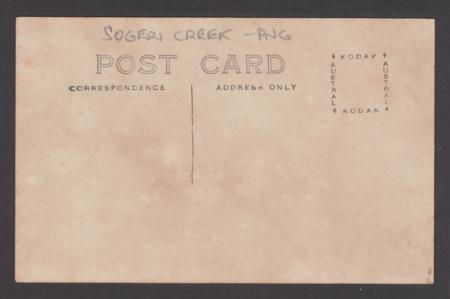 SOGERI CREEK - PNG
POST CARD
CORRESPONDENCE
ADDRESS ONLY
KODAK
AUSTRAL
AUSTRAL
KODAK